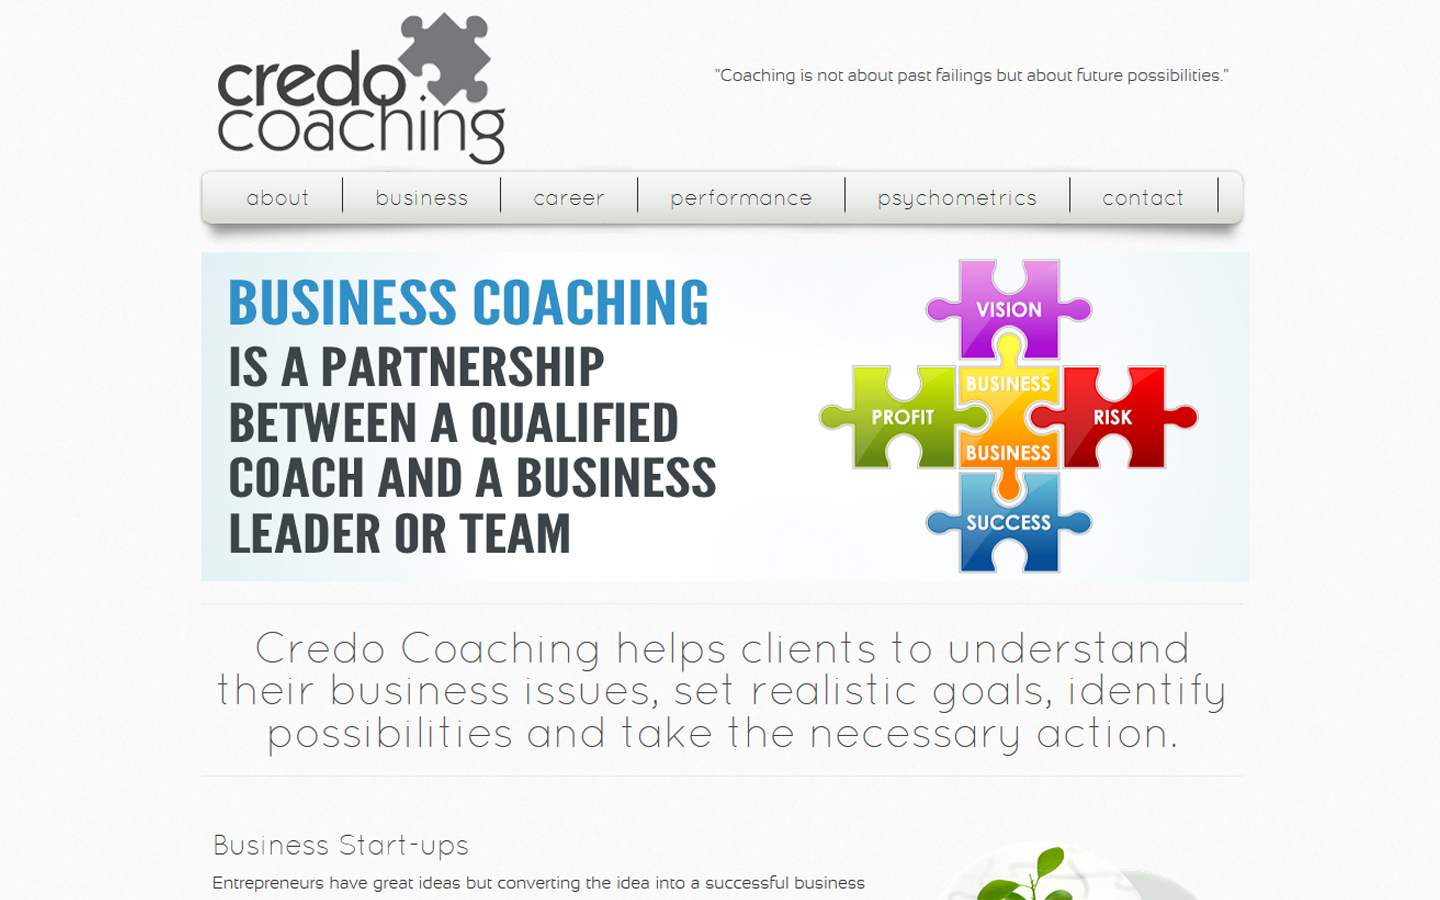 credo
coaching
"Coaching is not about past failings but about future possibilities."
about
business
career
performance
psychometrics
contact
BUSINESS COACHING
IS A PARTNERSHIP
BETWEEN A QUALIFIED
COACH AND A BUSINESS
LEADER OR TEAM
VISION
BUSINESS
PROFIT
RISK
BUSINESS
SUCCESS
Credo Coaching helps clients to understand
their business issues, set realistic goals, identify
possibilities and take the necessary action.
Business Start-ups
Entrepreneurs have great ideas but converting the idea into a successful business